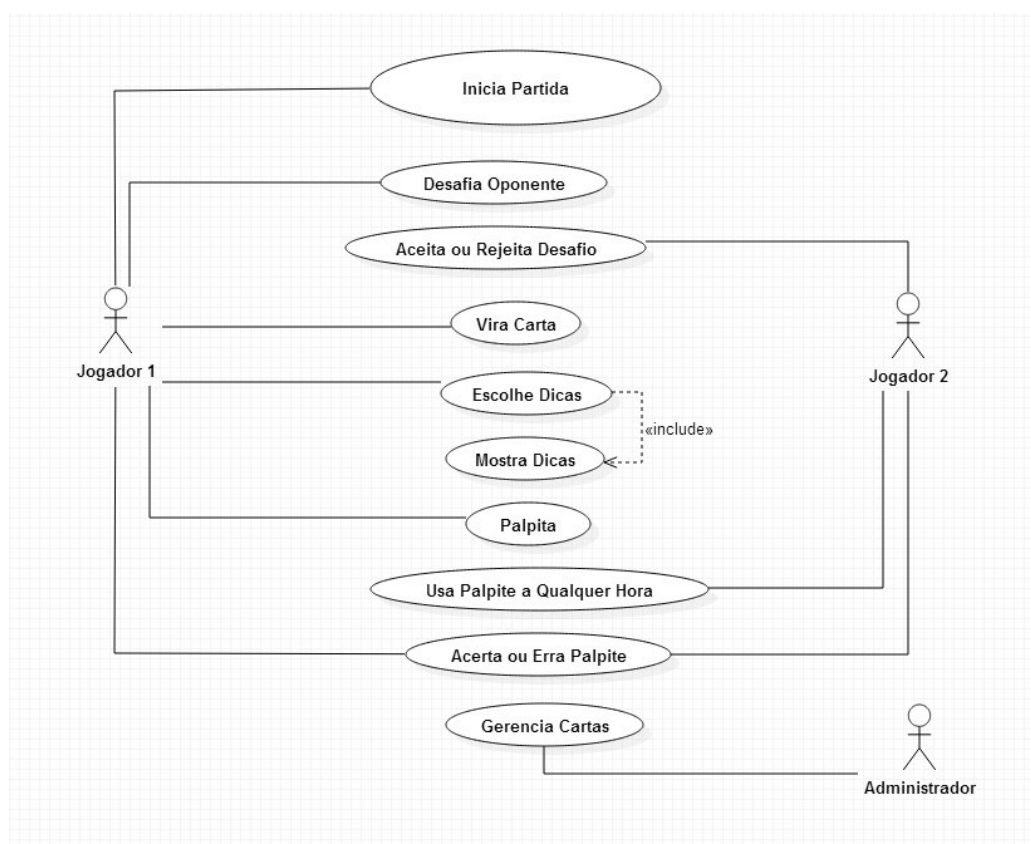 Inicia Partida
Desafia Oponente
Aceita ou Rejeita Desafio
Vira Carta
Jogador 1
Jogador 2
Escolhe Dicas
«include»
Mostra Dicas
Palpita
Usa Palpite a Qualquer Hora
Acerta ou Erra Palpite
Gerencia Cartas
Administrador